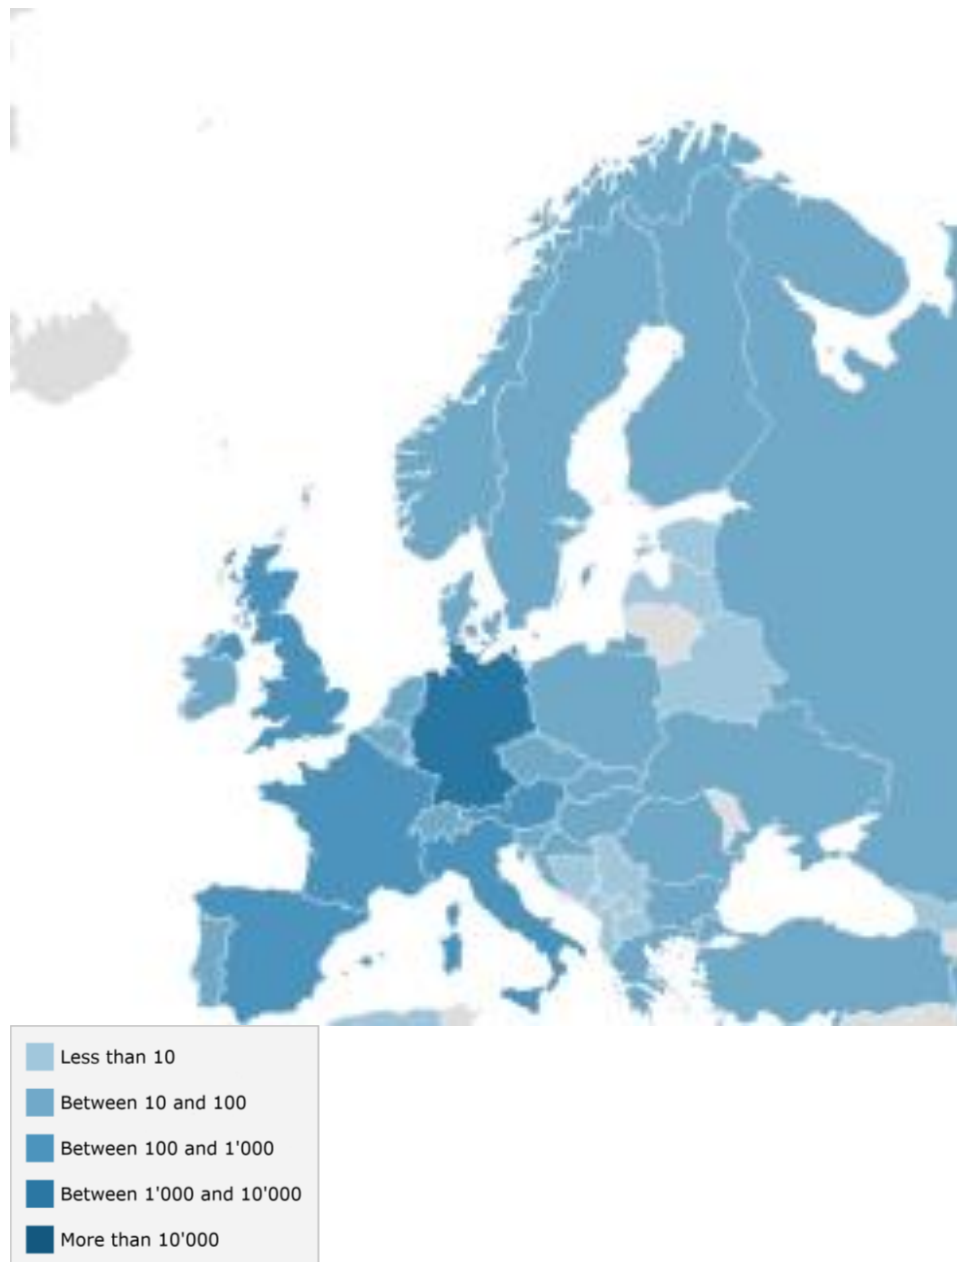 Less than 10
Between 10 and 100
Between 100 and 1'000
Between 1'000 and 10'000
More than 10'000